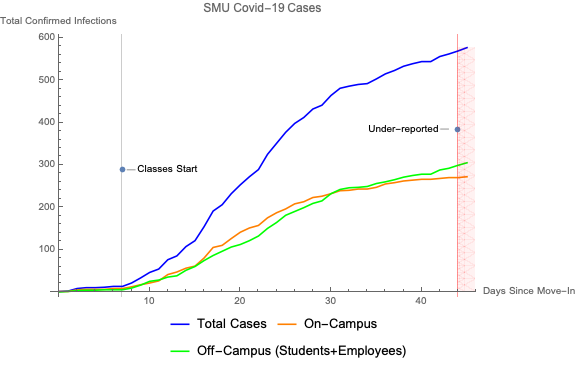 SMU Covid-19 Cases
Total Confirmed Infections
600
500
400
Under-reported
300
Classes Start
200
100
Days Since Move-In
10 20 30 40
Total Cases On-Campus
Off-Campus (Students+Employees)